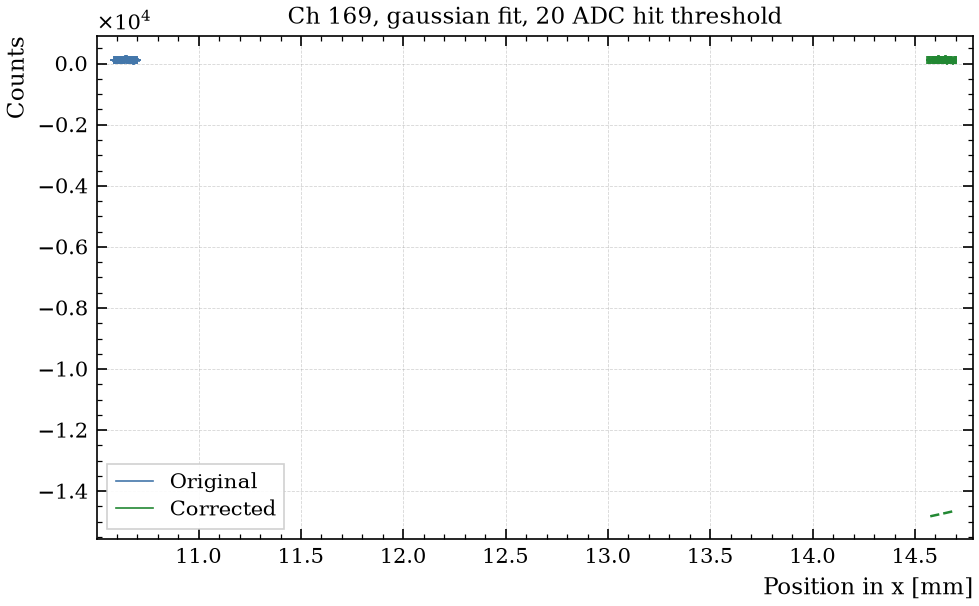 Ch 169, gaussian fit, 20 ADC hit threshold
×10⁴
Counts
0.0
−0.2
−0.4
−0.6
−0.8
−1.0
−1.2
−1.4
Original
Corrected
11.0 11.5 12.0 12.5 13.0 13.5 14.0 14.5
Position in x [mm]